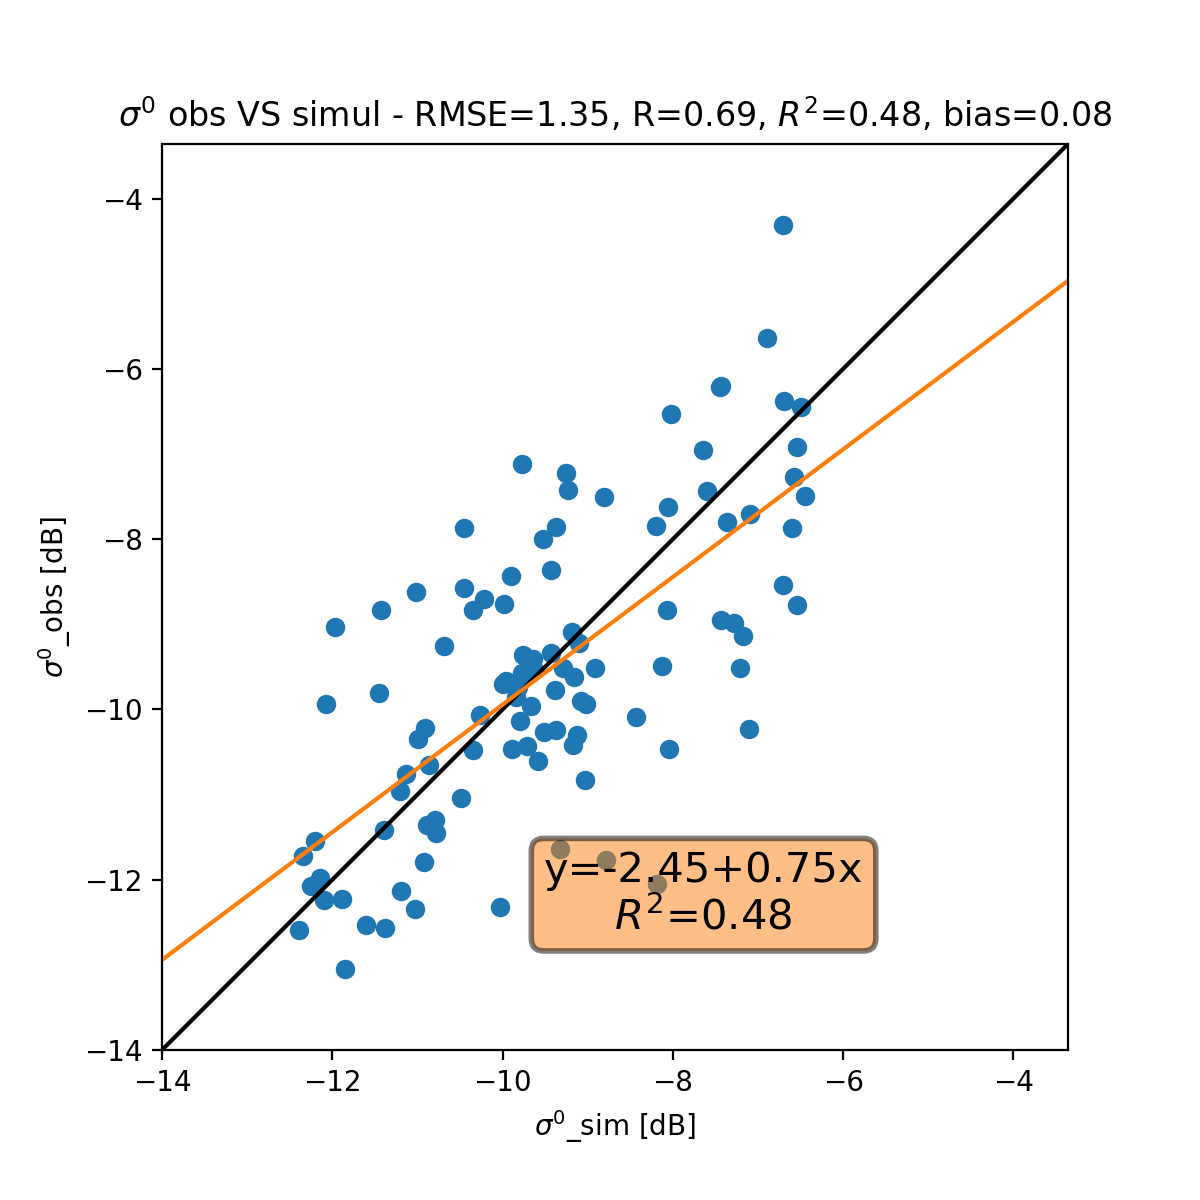 σ⁰ obs VS simul - RMSE=1.35, R=0.69, R²=0.48, bias=0.08
−4
−6
−8
−10
−12
−14
σ⁰_obs [dB]
y=-2.45+0.75x
R²=0.48
−14 −12 −10 −8 −6 −4
σ⁰_sim [dB]